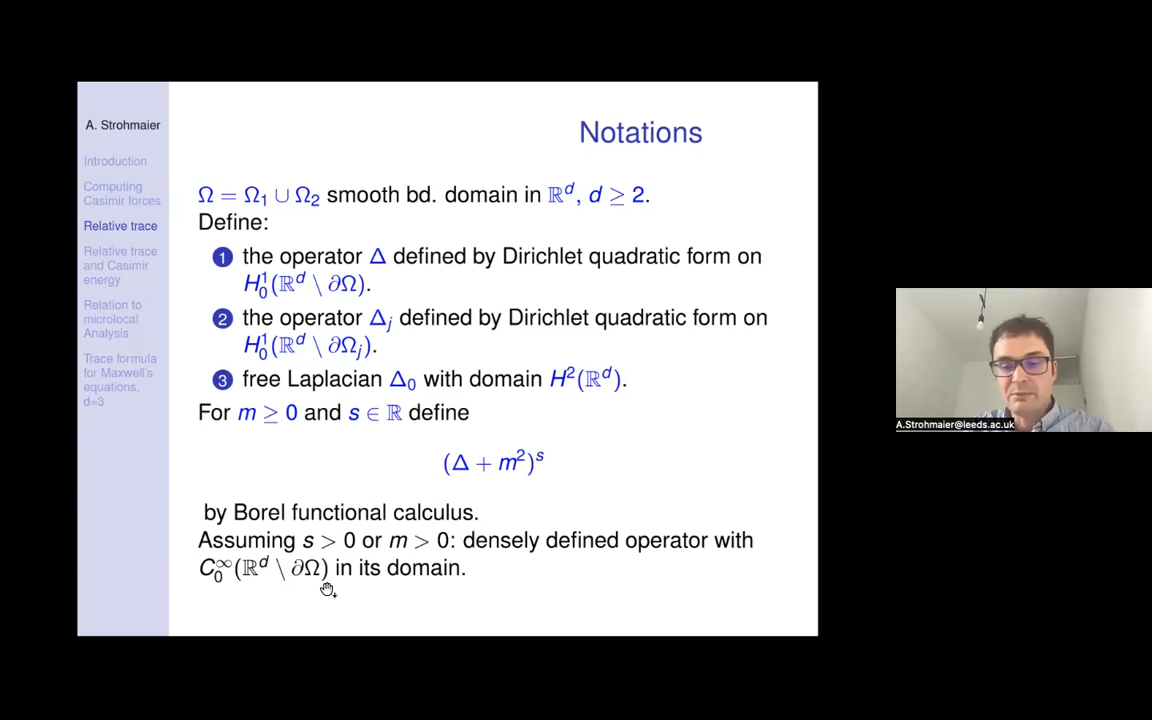 A. Strohmaier
Introduction
Computing
Casimir forces
Relative trace
Relative trace
and Casimir
energy
Relation to
microlocal
Analysis
Trace formula
for Maxwell's
equations,
d=3
Notations
Ω = Ω₁ ∪ Ω₂ smooth bd. domain in ℝᵈ, d ≥ 2.
Define:
1 the operator Δ defined by Dirichlet quadratic form on
H₀¹(ℝᵈ \ ∂Ω).
2 the operator Δⱼ defined by Dirichlet quadratic form on
H₀¹(ℝᵈ \ ∂Ωⱼ).
3 free Laplacian Δ₀ with domain H²(ℝᵈ).
For m ≥ 0 and s ∈ ℝ define
(Δ + m²)ˢ
by Borel functional calculus.
Assuming s > 0 or m > 0: densely defined operator with
C₀^∞(ℝᵈ \ ∂Ω) in its domain.
A.Strohmaier@leeds.ac.uk